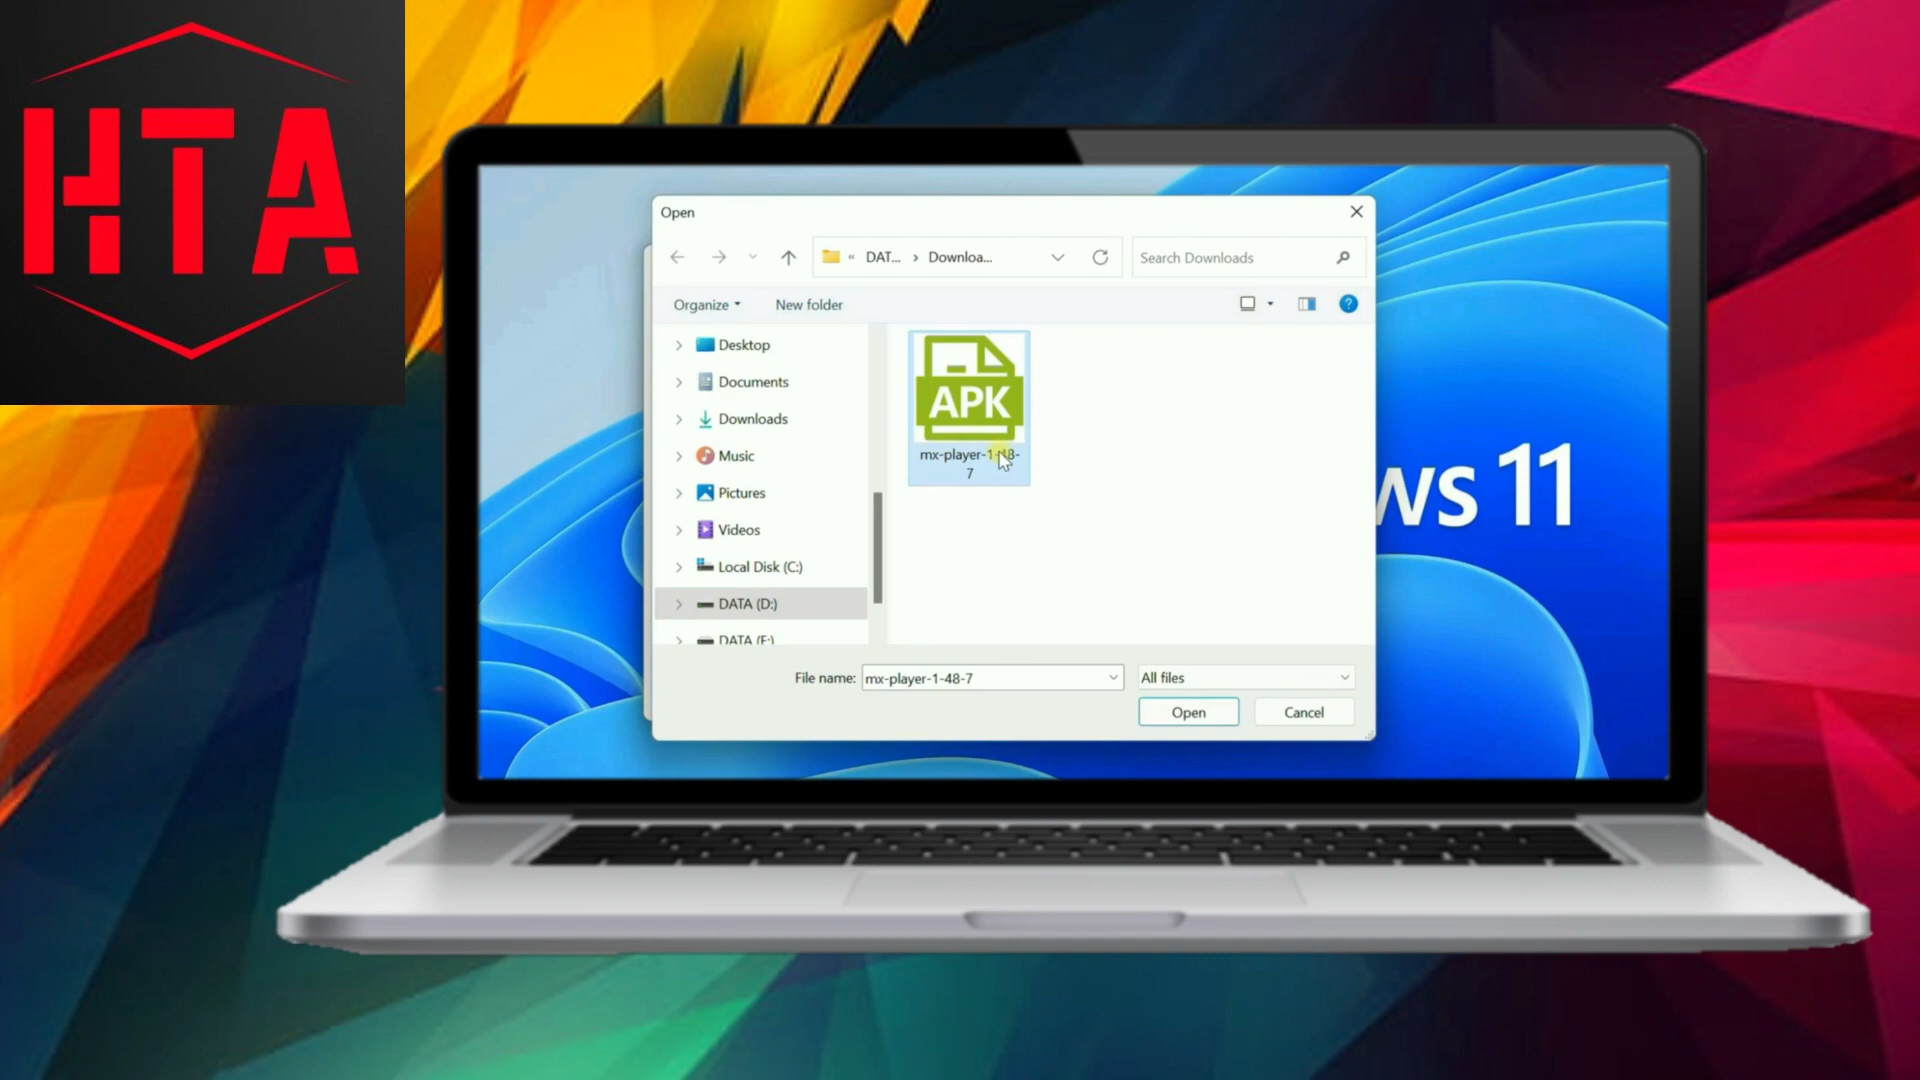 HTA
Open
DAT... › Downloa...
Search Downloads
Organize
New folder
?
Desktop
Documents
Downloads
Music
Pictures
Videos
Local Disk (C:)
DATA (D:)
APK
mx-player-1-48-
7
ws 11
File name:
mx-player-1-48-7
All files
Open
Cancel